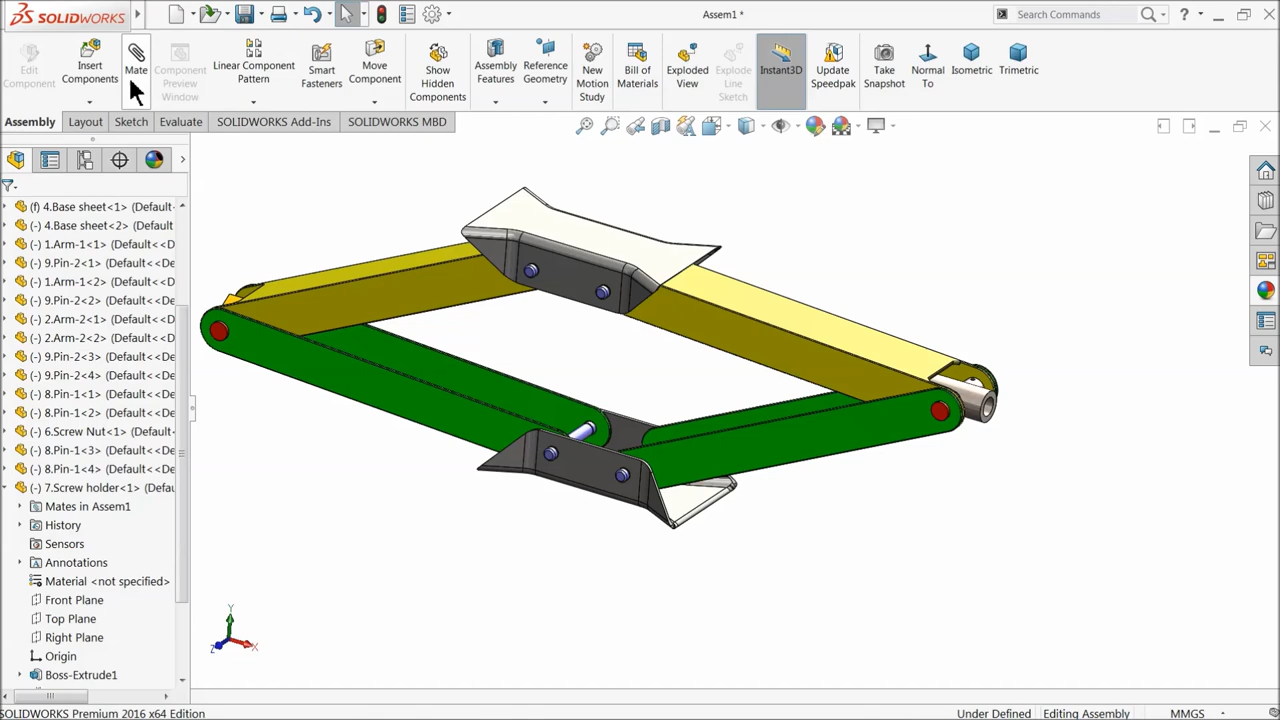 SOLIDWORKS
Assem1 *
Search Commands
Edit Component
Insert Components
Mate
Component Preview Window
Linear Component Pattern
Smart Fasteners
Move Component
Show Hidden Components
Assembly Features
Reference Geometry
New Motion Study
Bill of Materials
Exploded View
Explode Line Sketch
Instant3D
Update Speedpak
Take Snapshot
Normal To
Isometric
Trimetric
Assembly
Layout
Sketch
Evaluate
SOLIDWORKS Add-Ins
SOLIDWORKS MBD
(f) 4.Base sheet<1> (Default
(-) 4.Base sheet<2> (Default
(-) 1.Arm-1<1> (Default<<D
(-) 9.Pin-2<1> (Default<<De
(-) 1.Arm-1<2> (Default<<D
(-) 9.Pin-2<2> (Default<<De
(-) 2.Arm-2<1> (Default<<D
(-) 2.Arm-2<2> (Default<<D
(-) 9.Pin-2<3> (Default<<De
(-) 9.Pin-2<4> (Default<<De
(-) 8.Pin-1<1> (Default<<De
(-) 8.Pin-1<2> (Default<<De
(-) 6.Screw Nut<1> (Default
(-) 8.Pin-1<3> (Default<<De
(-) 8.Pin-1<4> (Default<<De
(-) 7.Screw holder<1> (Defau
Mates in Assem1
History
Sensors
Annotations
Material <not specified>
Front Plane
Top Plane
Right Plane
Origin
Boss-Extrude1
Y
Z
X
SOLIDWORKS Premium 2016 x64 Edition
Under Defined
Editing Assembly
MMGS